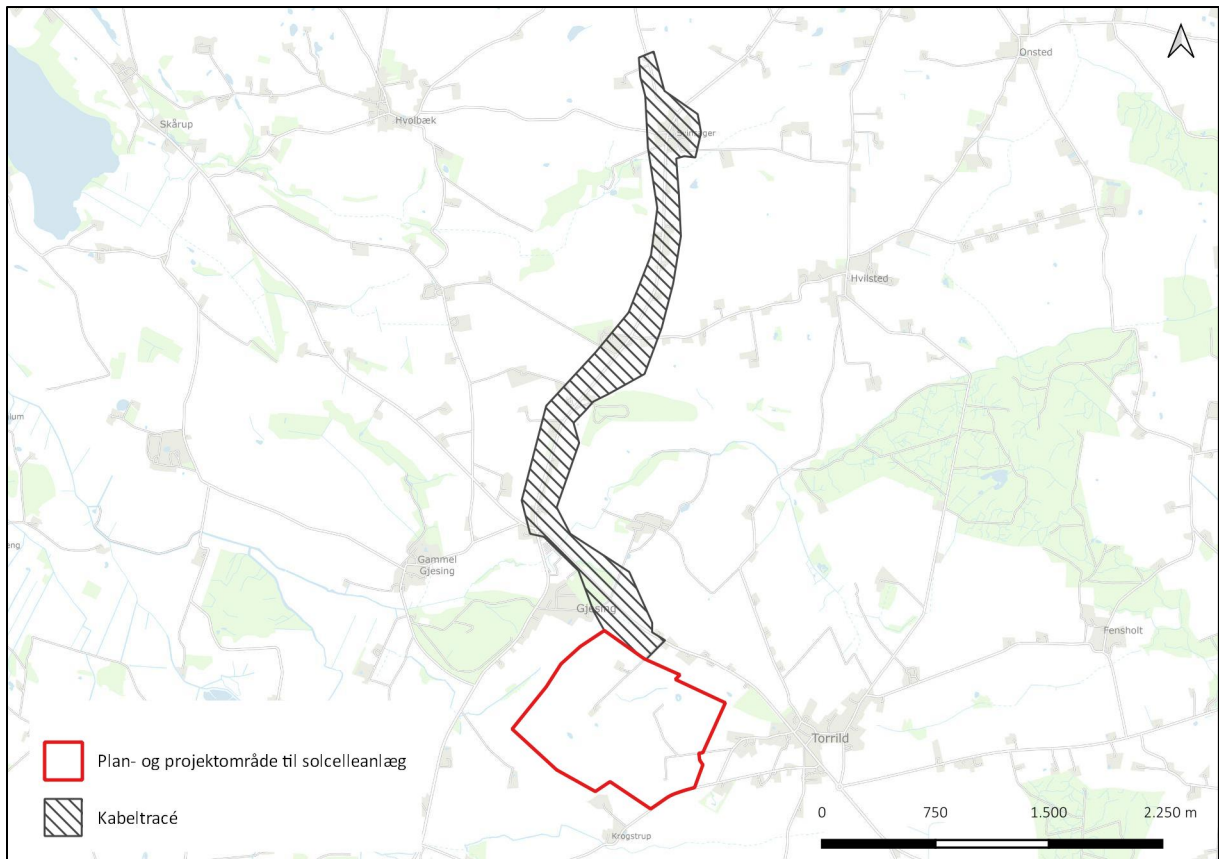 Onsted
Skårup
Hvolbæk
Svinsager
Hvilsted
Gammel
Gjesing
Gjesing
Fensholt
Torrild
Krogstrup
Plan- og projektområde til solcelleanlæg
Kabeltracé
0 750 1.500 2.250 m